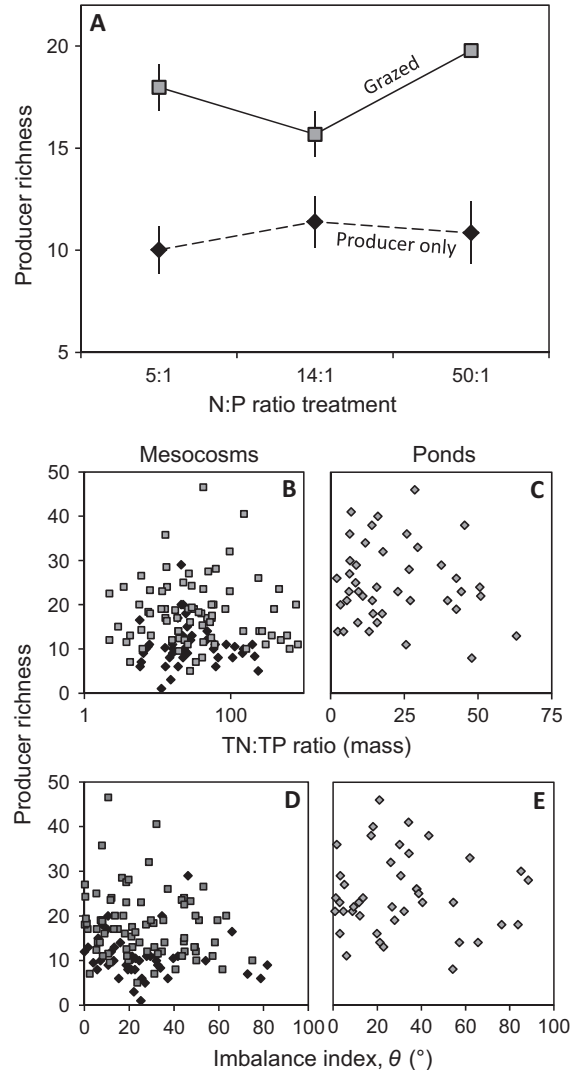 A
20
15
10
5
Producer richness
Grazed
Producer only
5:1
14:1
50:1
N:P ratio treatment
Mesocosms
Ponds
50
40
30
20
10
0
B
C
1
100
0
25
50
75
TN:TP ratio (mass)
Producer richness
50
40
30
20
10
0
D
E
0
20
40
60
80
100
0
20
40
60
80
100
Imbalance index, θ (°)